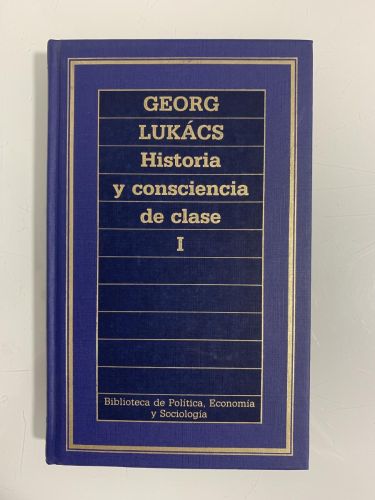 GEORG
LUKÁCS
Historia
y consciencia
de clase
I
Biblioteca de Política, Economía
y Sociología